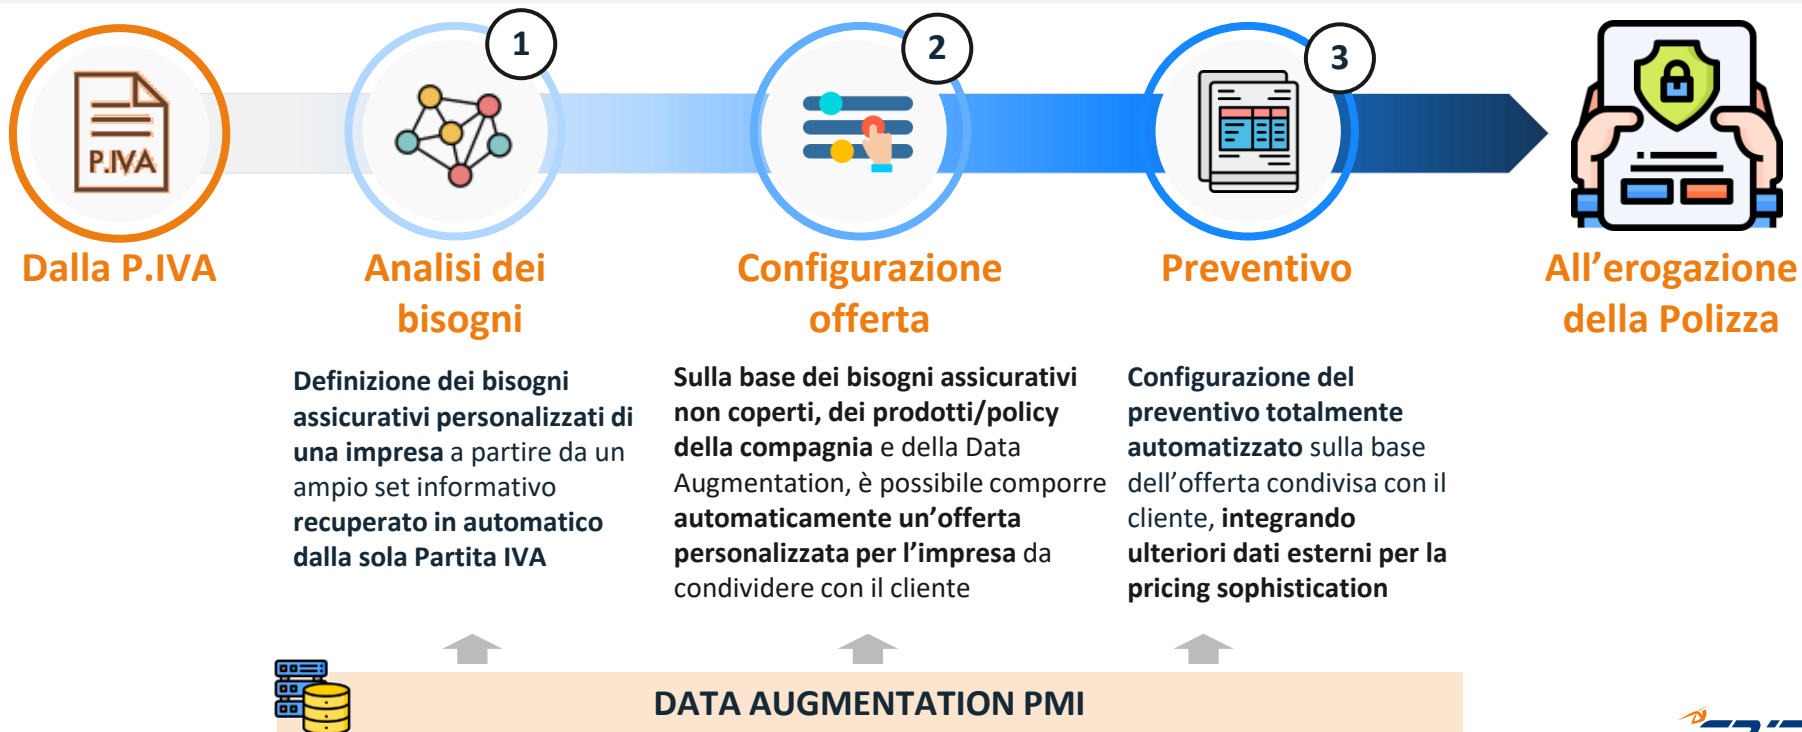 P.IVA
1
2
3
Dalla P.IVA
Analisi dei
bisogni
Configurazione
offerta
Preventivo
All’erogazione
della Polizza
Definizione dei bisogni
assicurativi personalizzati di
una impresa a partire da un
ampio set informativo
recuperato in automatico
dalla sola Partita IVA
Sulla base dei bisogni assicurativi
non coperti, dei prodotti/policy
della compagnia e della Data
Augmentation, è possibile comporre
automaticamente un’offerta
personalizzata per l’impresa da
condividere con il cliente
Configurazione del
preventivo totalmente
automatizzato sulla base
dell’offerta condivisa con il
cliente, integrando
ulteriori dati esterni per la
pricing sophistication
DATA AUGMENTATION PMI